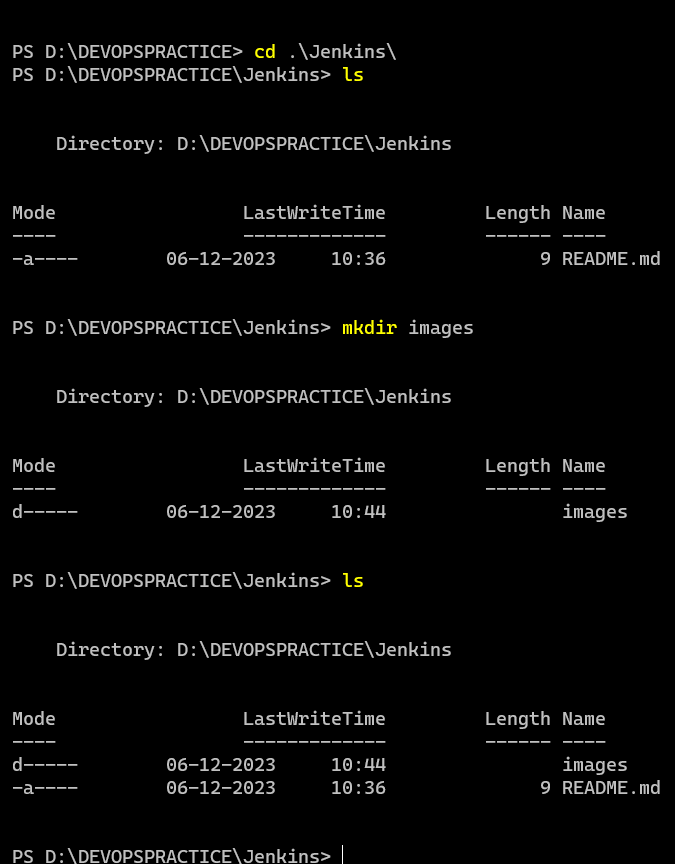 PS D:\DEVOPSPRACTICE> cd .\Jenkins\
PS D:\DEVOPSPRACTICE\Jenkins> ls
Directory: D:\DEVOPSPRACTICE\Jenkins
Mode LastWriteTime Length Name
---- ------------- ------ ----
-a---- 06-12-2023 10:36 9 README.md
PS D:\DEVOPSPRACTICE\Jenkins> mkdir images
Directory: D:\DEVOPSPRACTICE\Jenkins
Mode LastWriteTime Length Name
---- ------------- ------ ----
d----- 06-12-2023 10:44 images
PS D:\DEVOPSPRACTICE\Jenkins> ls
Directory: D:\DEVOPSPRACTICE\Jenkins
Mode LastWriteTime Length Name
---- ------------- ------ ----
d----- 06-12-2023 10:44 images
-a---- 06-12-2023 10:36 9 README.md
PS D:\DEVOPSPRACTICE\Jenkins>